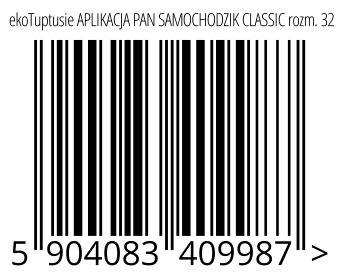 ekoTuptusie APLIKACJA PAN SAMOCHODZIK CLASSIC rozm. 32
5 904083 409987 >